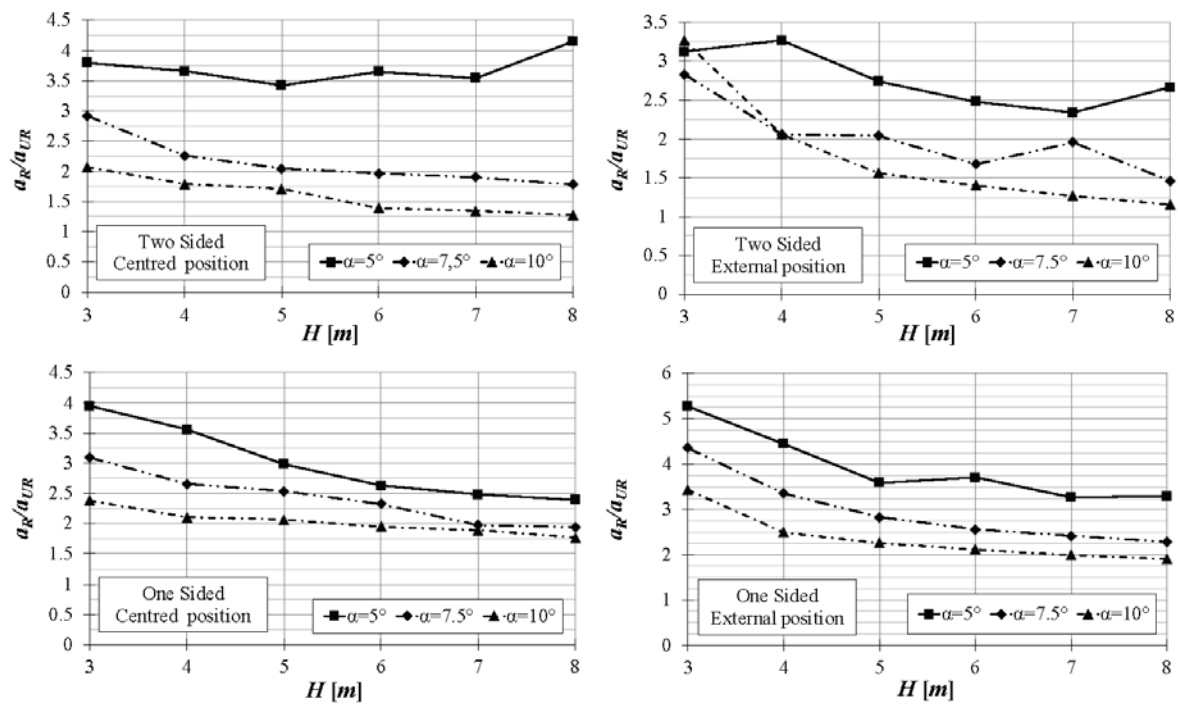 4.5
4
3.5
3
2.5
2
1.5
1
0.5
0
a_R/a_UR
Two Sided
Centred position
α=5° α=7,5° α=10°
3 4 5 6 7 8
H [m]
3.5
3
2.5
2
1.5
1
0.5
0
a_R/a_UR
Two Sided
External position
α=5° α=7.5° α=10°
3 4 5 6 7 8
H [m]
4.5
4
3.5
3
2.5
2
1.5
1
0.5
0
a_R/a_UR
One Sided
Centred position
α=5° α=7.5° α=10°
3 4 5 6 7 8
H [m]
6
5
4
3
2
1
0
a_R/a_UR
One Sided
External position
α=5° α=7.5° α=10°
3 4 5 6 7 8
H [m]